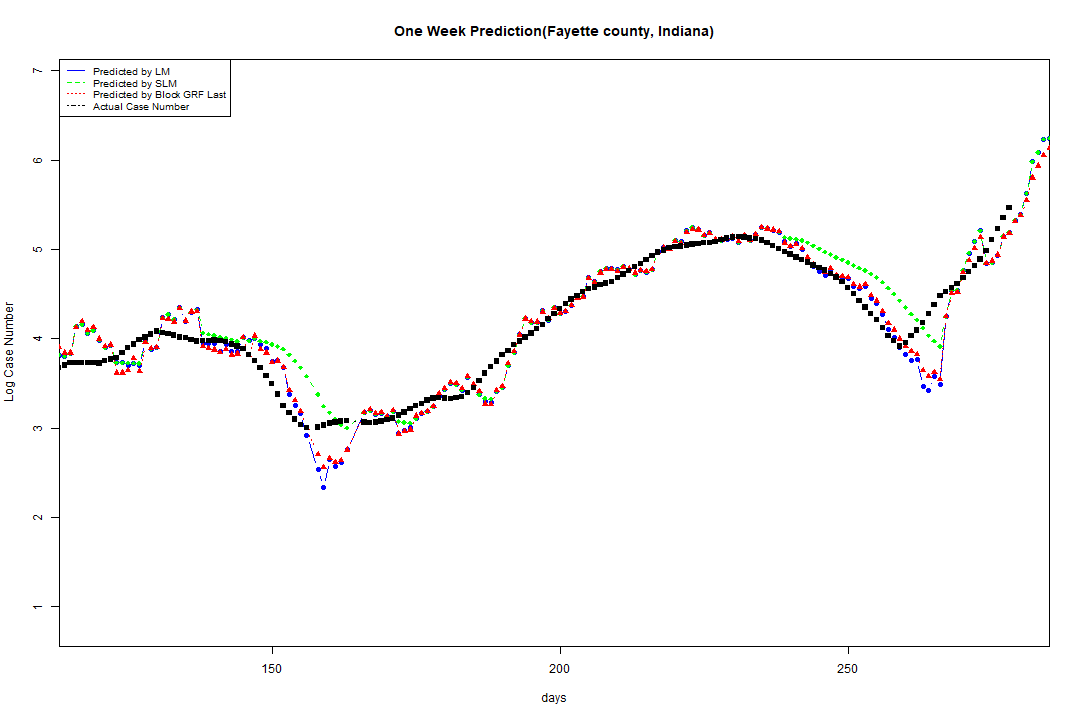 One Week Prediction(Fayette county, Indiana)
Predicted by LM
Predicted by SLM
Predicted by Block GRF Last
Actual Case Number
7
6
5
4
3
2
1
Log Case Number
150 200 250
days